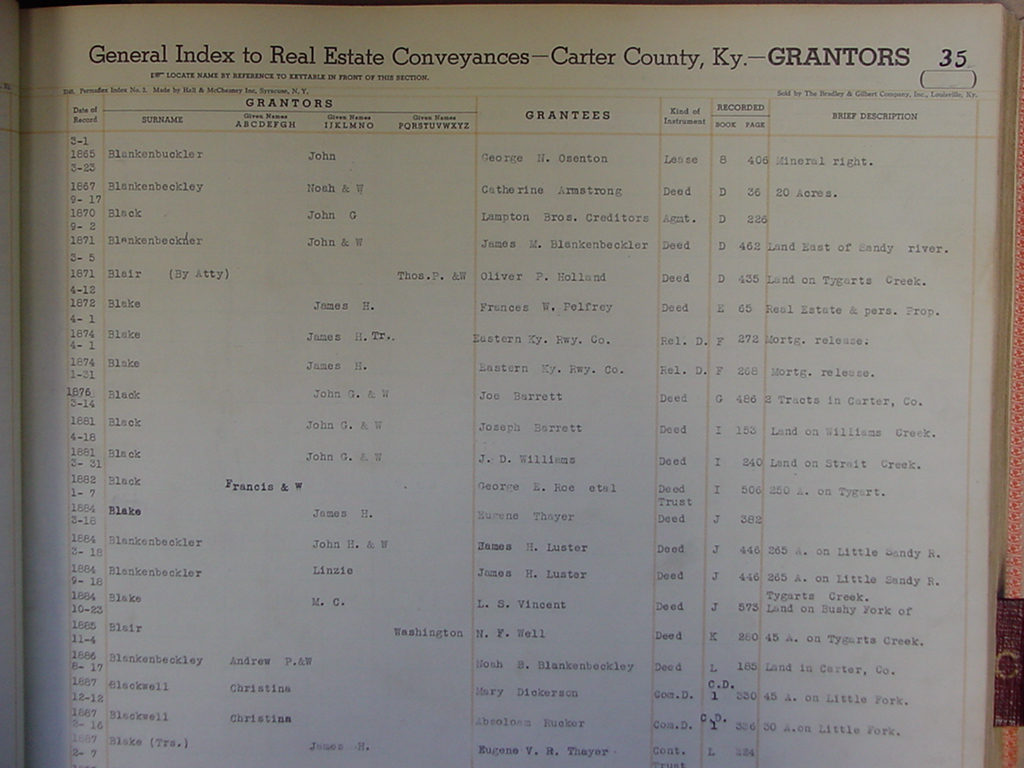 General Index to Real Estate Conveyances—Carter County, Ky.—GRANTORS 35
LOCATE NAME BY REFERENCE TO KEYTABLE IN FRONT OF THIS SECTION.
Permaflex Index No. 3. Made by Hall & McChesney Inc, Syracuse, N. Y. Sold by The Bradley & Gilbert Company, Inc., Louisville, Ky.
Date of Record GRANTORS GRANTEES Kind of Instrument RECORDED BRIEF DESCRIPTION
SURNAME Given Names ABCDEFGH Given Names IJKLMNO Given Names PQRSTUVWXYZ BOOK PAGE
3-1
1865 Blankenbuckler John George N. Osenton Lease B 406 Mineral right.
3-23
1867 Blankenbeckley Noah & W Catherine Armstrong Deed D 36 20 Acres.
9- 17
1870 Black John G Lampton Bros. Creditors Agmt. D 226
9- 2
1871 Blankenbeckler John & W James M. Blankenbeckler Deed D 462 Land East of Sandy river.
3- 5
1871 Blair (By Atty) Thos.P. &W Oliver P. Holland Deed D 435 Land on Tygarts Creek.
4-12
1872 Blake James H. Frances W. Pelfrey Deed E 65 Real Estate & pers. Prop.
4- 1
1874 Blake James H.Tr.. Eastern Ky. Rwy. Co. Rel. D. F 272 Mortg. release.
4- 1
1874 Blake James H. Eastern Ky. Rwy. Co. Rel. D. F 268 Mortg. release.
1-31
1876 Black John G. & W Joe Barrett Deed G 486 2 Tracts in Carter, Co.
3-14
1881 Black John G. & W Joseph Barrett Deed I 153 Land on Williams Creek.
4-18
1881 Black John G. & W J. D. Williams Deed I 240 Land on Strait Creek.
3- 31
1882 Black Francis & W George E. Roe etal Deed I 506 250 A. on Tygart.
1- 7 Trust
1884 Blake James H. Eugene Thayer Deed J 382
3-18
1884 Blankenbeckler John H. & W James H. Luster Deed J 446 265 A. on Little Sandy R.
3- 18
1884 Blankenbeckler Linzie James H. Luster Deed J 446 265 A. on Little Sandy R.
9- 18
1884 Blake M. C. L. S. Vincent Deed J 573 Tygarts Creek.
10-23 Land on Bushy Fork of
1885 Blair Washington N. F. Well Deed K 280 45 A. on Tygarts Creek.
11-4
1886 Blankenbeckley Andrew P.&W Noah B. Blankenbeckley Deed L 185 Land in Carter, Co.
8- 17
1887 Blackwell Christina Mary Dickerson Com.D. C.D. 1 330 45 A. on Little Fork.
12-12
1887 Blackwell Christina Absoloam Rucker Com.D. C.D. 1 336 30 A.on Little Fork.
2- 16
1887 Blake (Trs.) James H. Eugene V. R. Thayer Cont. L
2- 7 Trust